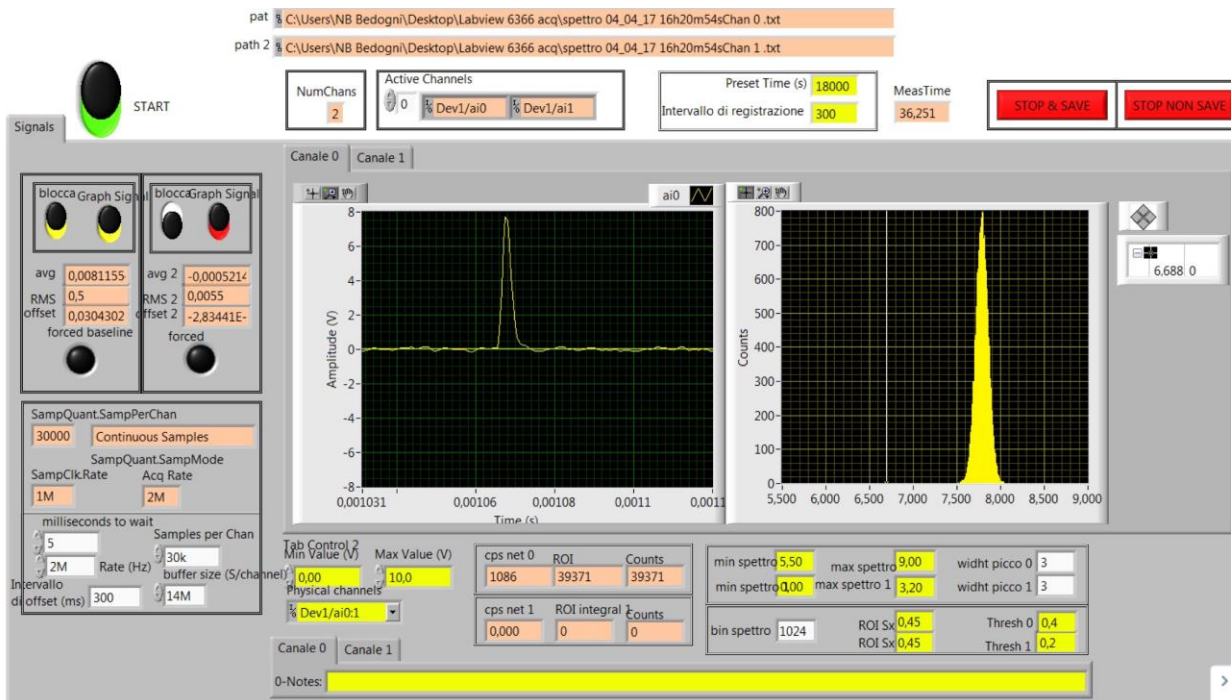 pat % C:\Users\NB Bedogni\Desktop\Labview 6366 acq\spettro 04_04_17 16h20m54sChan 0 .txt
path 2 % C:\Users\NB Bedogni\Desktop\Labview 6366 acq\spettro 04_04_17 16h20m54sChan 1 .txt
START
NumChans
2
Active Channels
0 Dev1/ai0 Dev1/ai1
Preset Time (s) 18000
Intervallo di registrazione 300
MeasTime
36,251
STOP & SAVE STOP NON SAVE
Signals
blocca Graph Signal
blocca Graph Signal
avg 0,0081155
RMS 0,5
offset 0,0304302
forced baseline
avg 2 -0,0005214
RMS 2 0,0055
offset 2 -2,83441E-
forced
SampQuant.SampPerChan
30000 Continuous Samples
SampQuant.SampMode
SampClk.Rate Acq Rate
1M 2M
milliseconds to wait
5
Samples per Chan
2M Rate (Hz) 30k
buffer size (S/channel)
Intervallo
di offset (ms) 300 14M
Canale 0 Canale 1
ai0
Amplitude (V)
8
6
4
2
0
-2
-4
-6
-8
0,001031 0,00106 0,00108 0,0011 0,0011
Time (s)
Counts
800
700
600
500
400
300
200
100
0
5,500 6,000 6,500 7,000 7,500 8,000 8,500 9,000
6,688 0
Tab Control 2
Min Value (V) Max Value (V)
0,00 10,0
Physical channels
Dev1/ai0:1
cps net 0 ROI Counts
1086 39371 39371
cps net 1 ROI integral 1 Counts
0,000 0 0
min spettro 5,50 max spettro 9,00 widht picco 0 3
min spettro 1,00 max spettro 1 3,20 widht picco 1 3
bin spettro 1024
ROI Sx 0,45 Thresh 0 0,4
ROI Sx 0,45 Thresh 1 0,2
Canale 0 Canale 1
0-Notes: